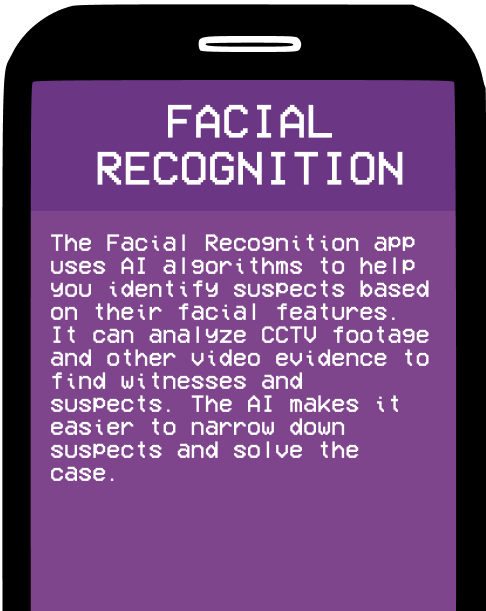 FACIAL
RECOGNITION
The Facial Recognition app
uses AI algorithms to help
you identify suspects based
on their facial features.
It can analyze CCTV footage
and other video evidence to
find witnesses and
suspects. The AI makes it
easier to narrow down
suspects and solve the
case.